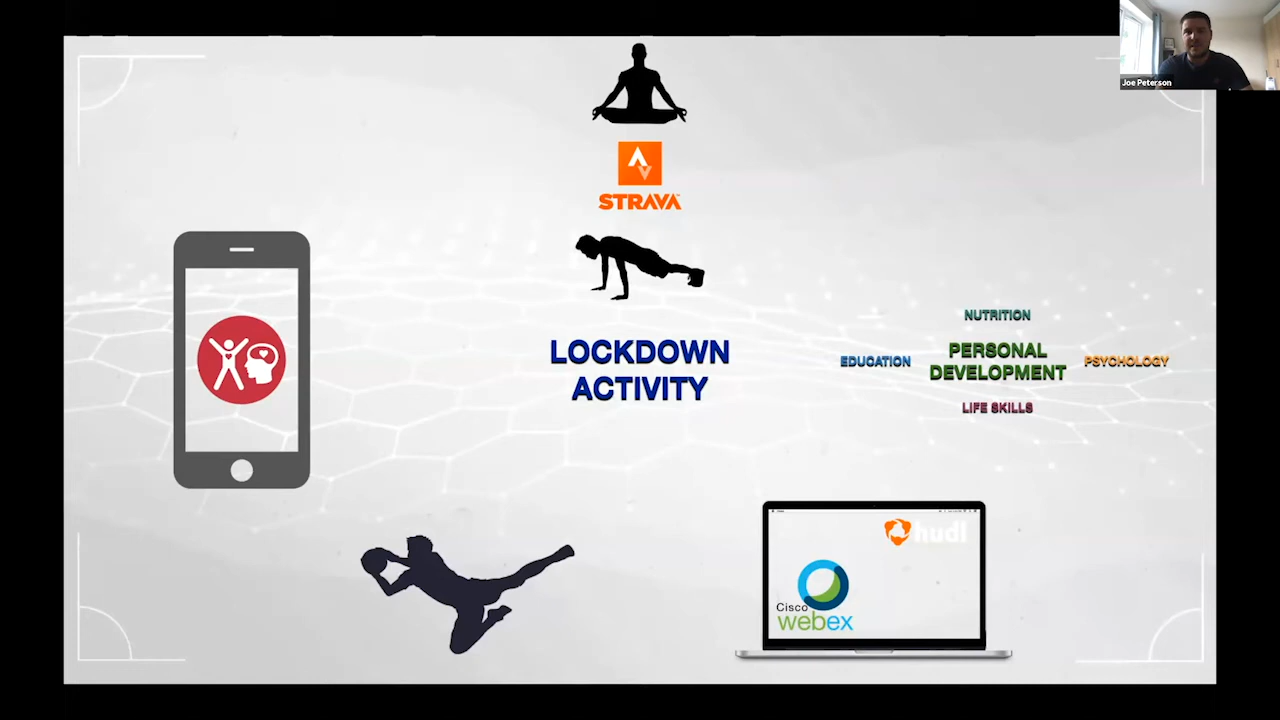 Joe Peterson
STRAVA
LOCKDOWN
ACTIVITY
NUTRITION
EDUCATION
PERSONAL
DEVELOPMENT
PSYCHOLOGY
LIFE SKILLS
hudl
Cisco
webex